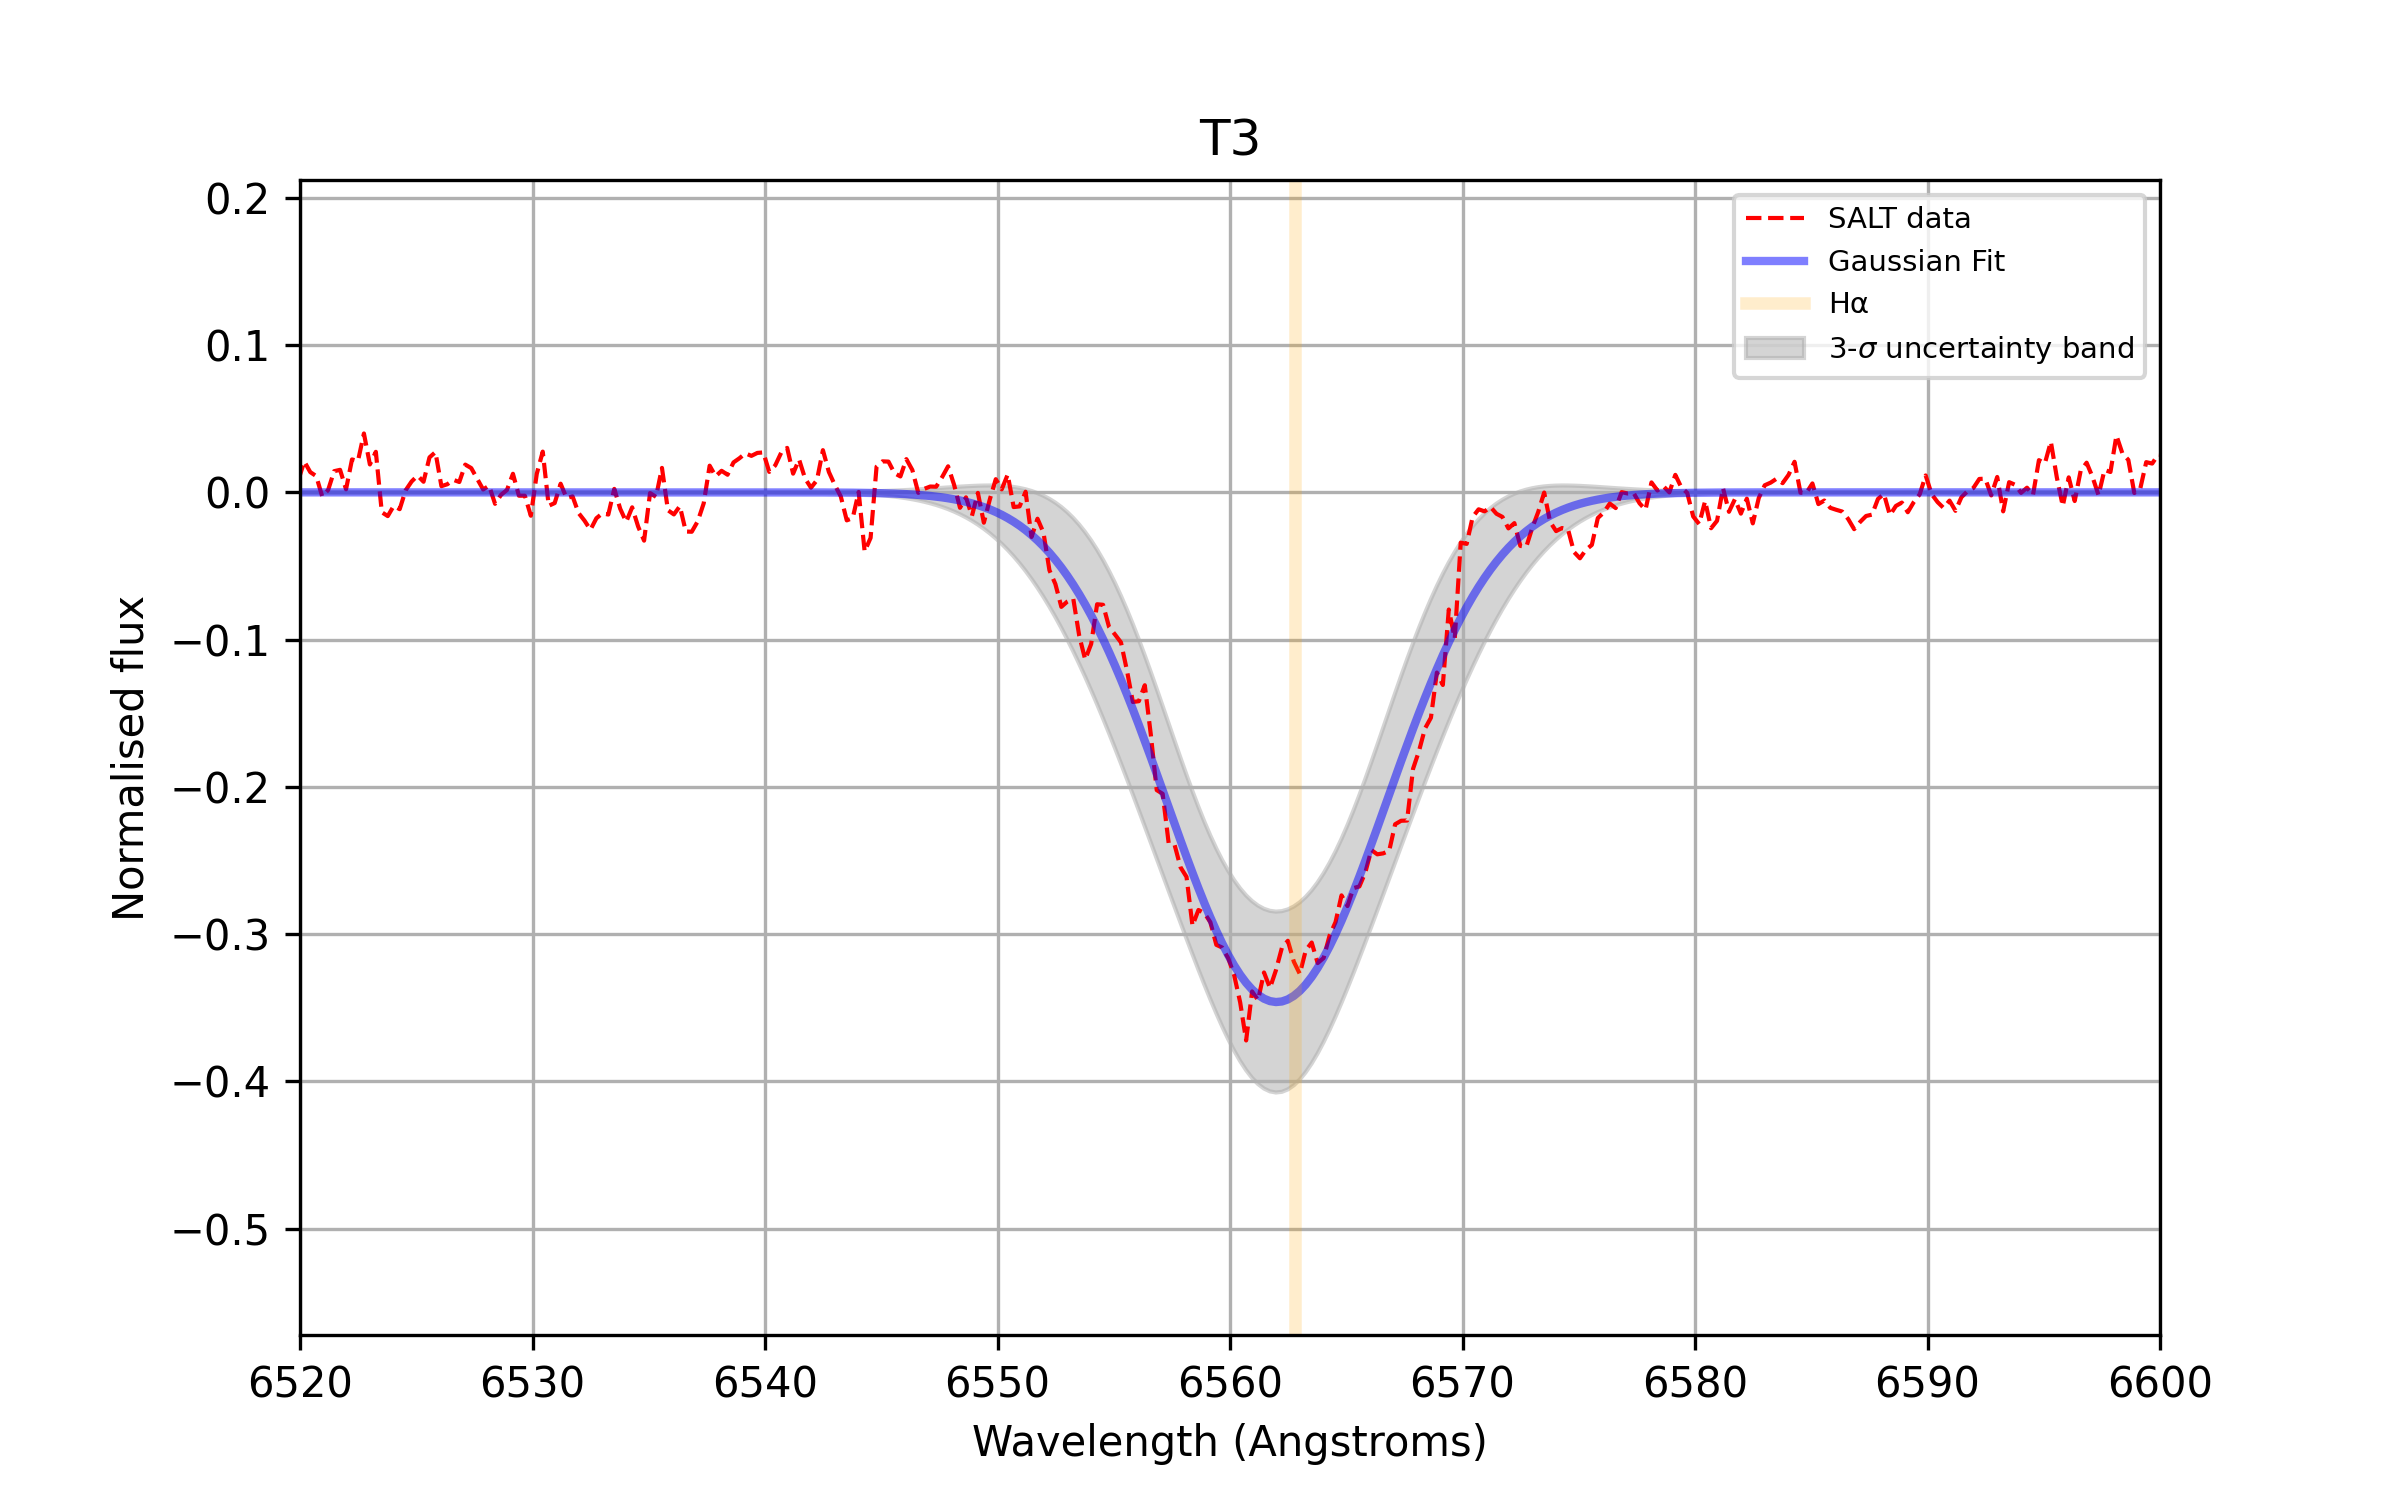 T3
SALT data
Gaussian Fit
Hα
3-σ uncertainty band
Normalised flux
0.2
0.1
0.0
−0.1
−0.2
−0.3
−0.4
−0.5
6520 6530 6540 6550 6560 6570 6580 6590 6600
Wavelength (Angstroms)